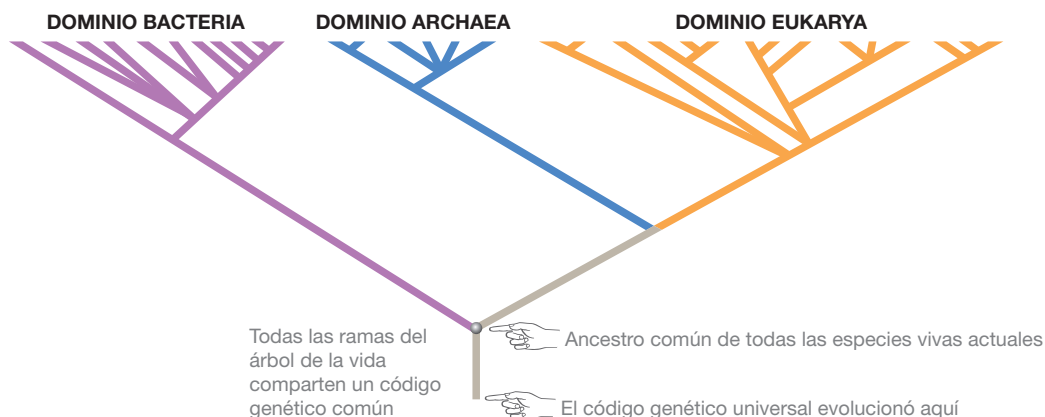 DOMINIO BACTERIA
DOMINIO ARCHAEA
DOMINIO EUKARYA
Todas las ramas del
árbol de la vida
comparten un código
genético común
Ancestro común de todas las especies vivas actuales
El código genético universal evolucionó aquí